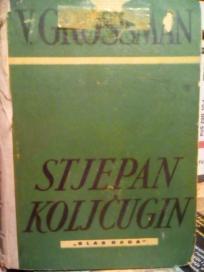 V. GROSSMAN
STJEPAN
KOLJČUGIN
„GLAS RADA"